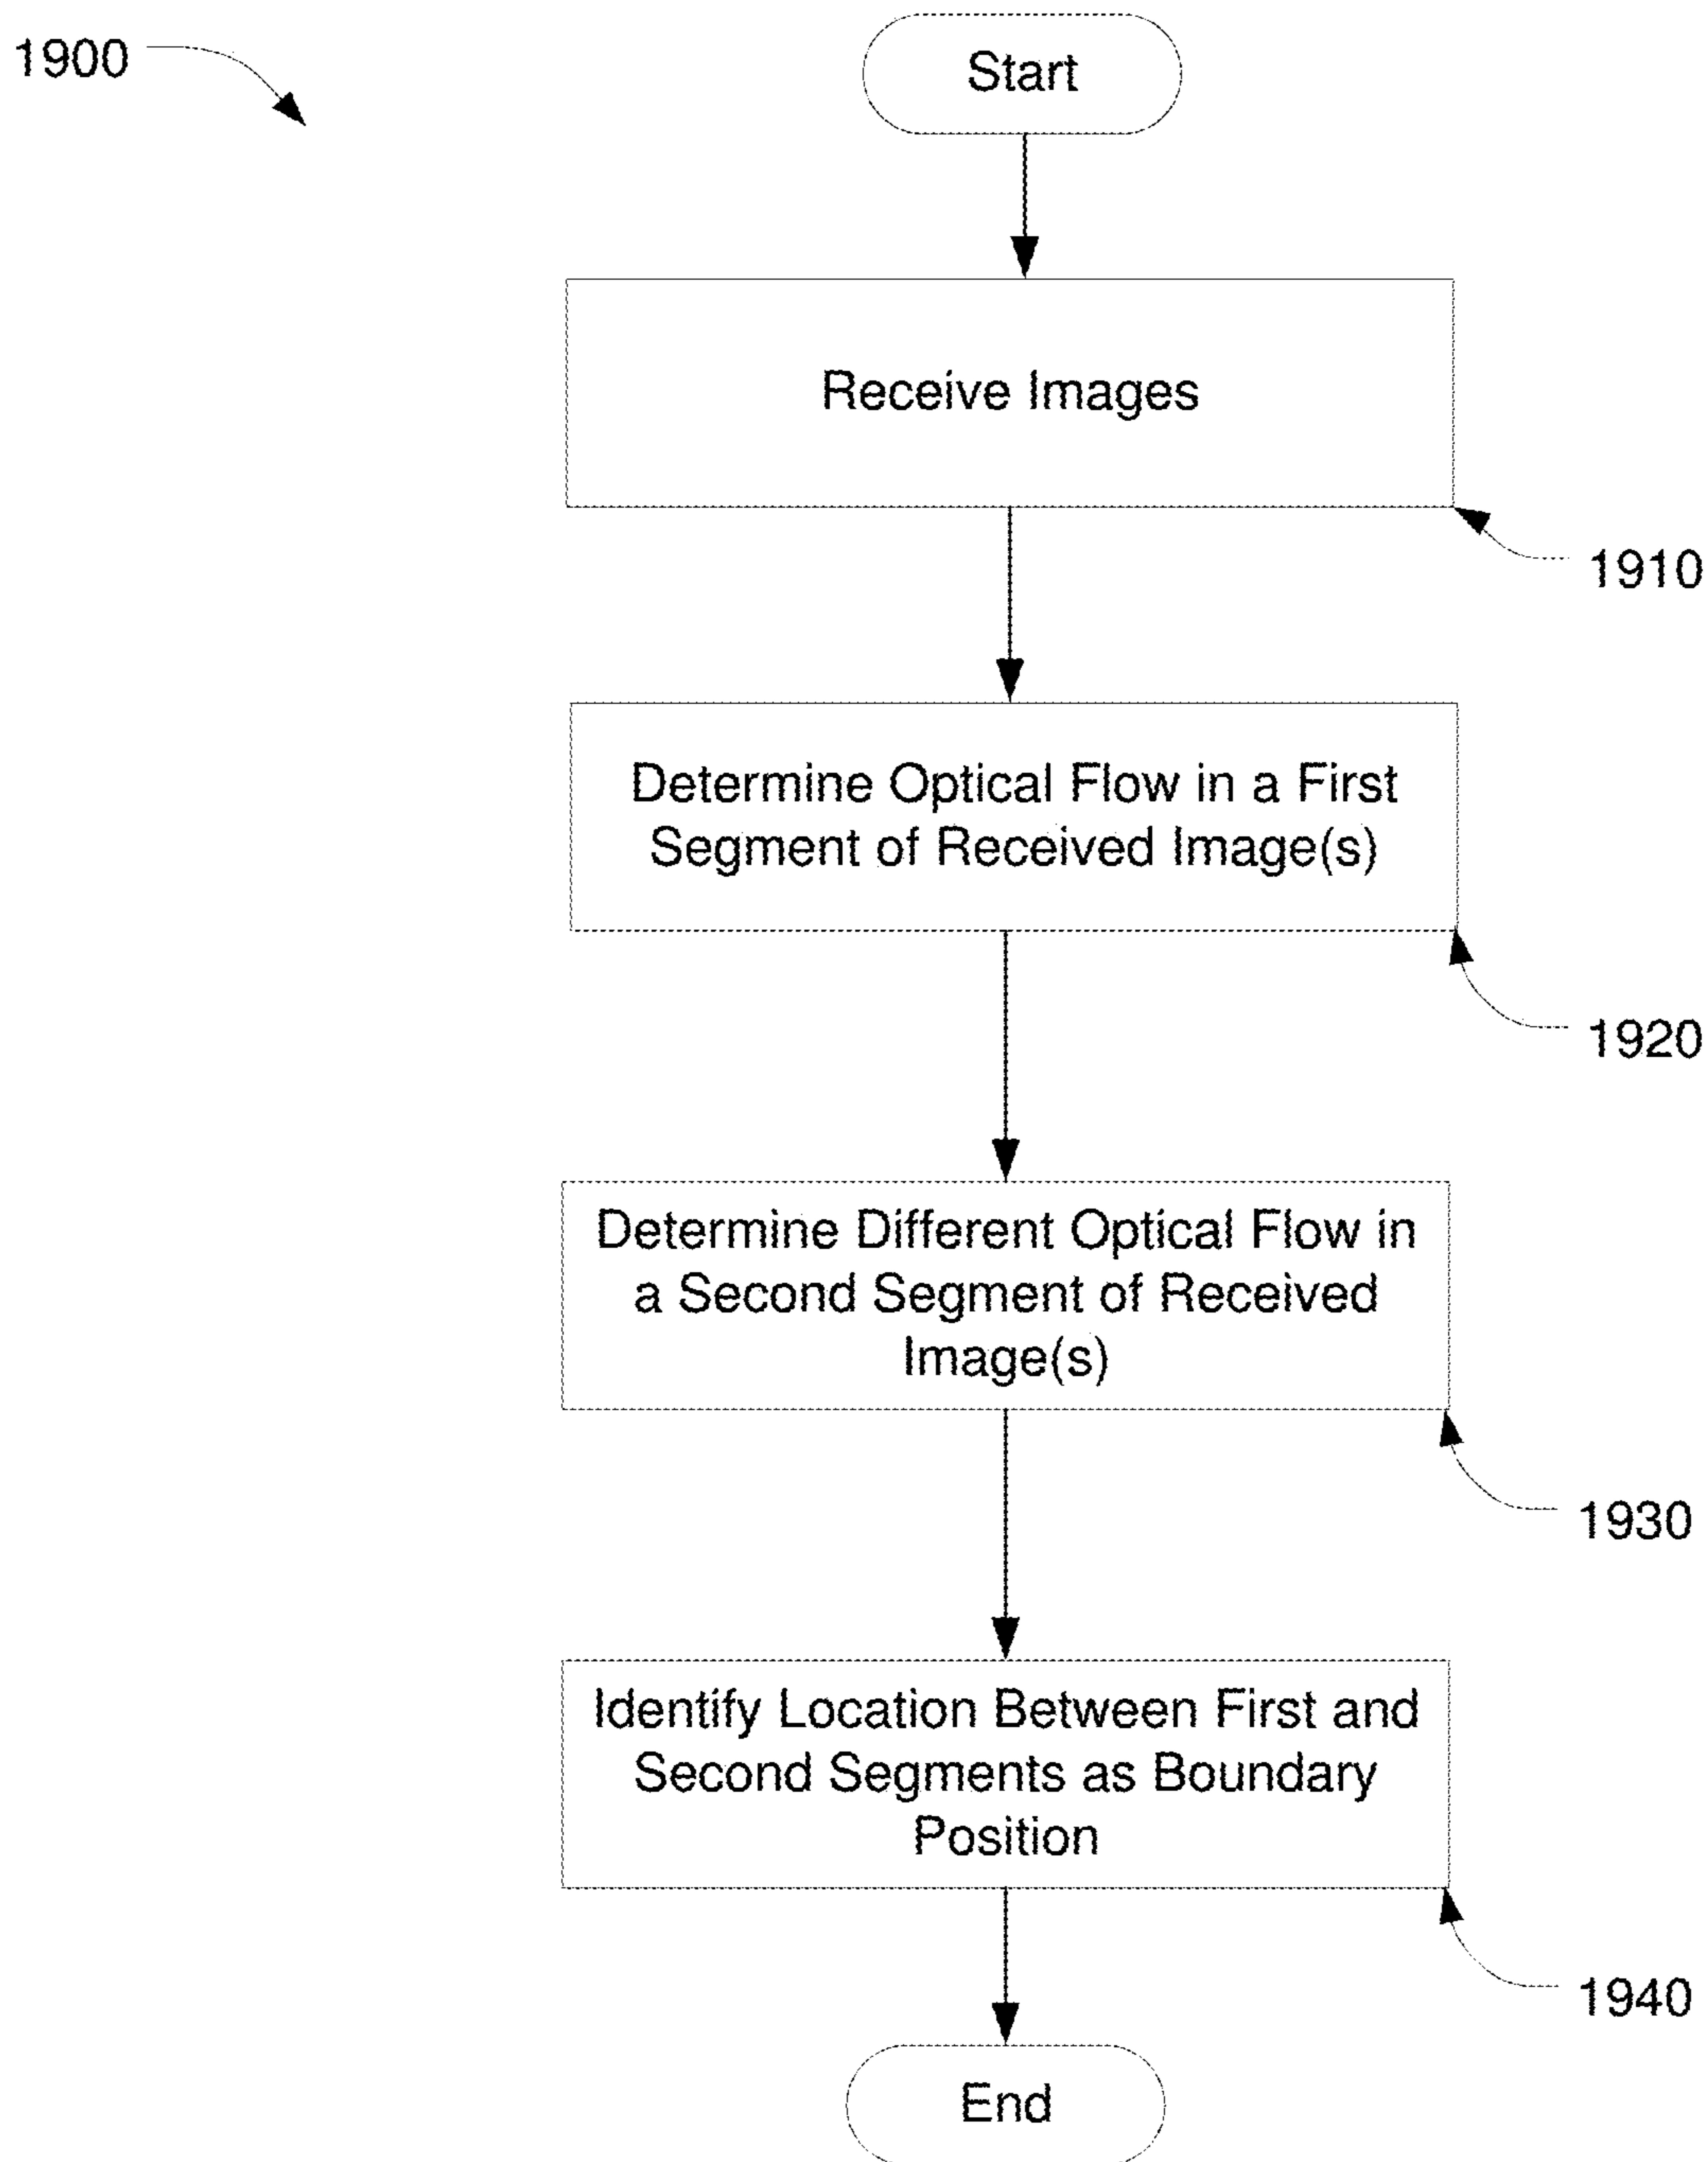 1900
Start
Receive Images
1910
Determine Optical Flow in a First
Segment of Received Image(s)
1920
Determine Different Optical Flow in
a Second Segment of Received
Image(s)
1930
Identify Location Between First and
Second Segments as Boundary
Position
1940
End